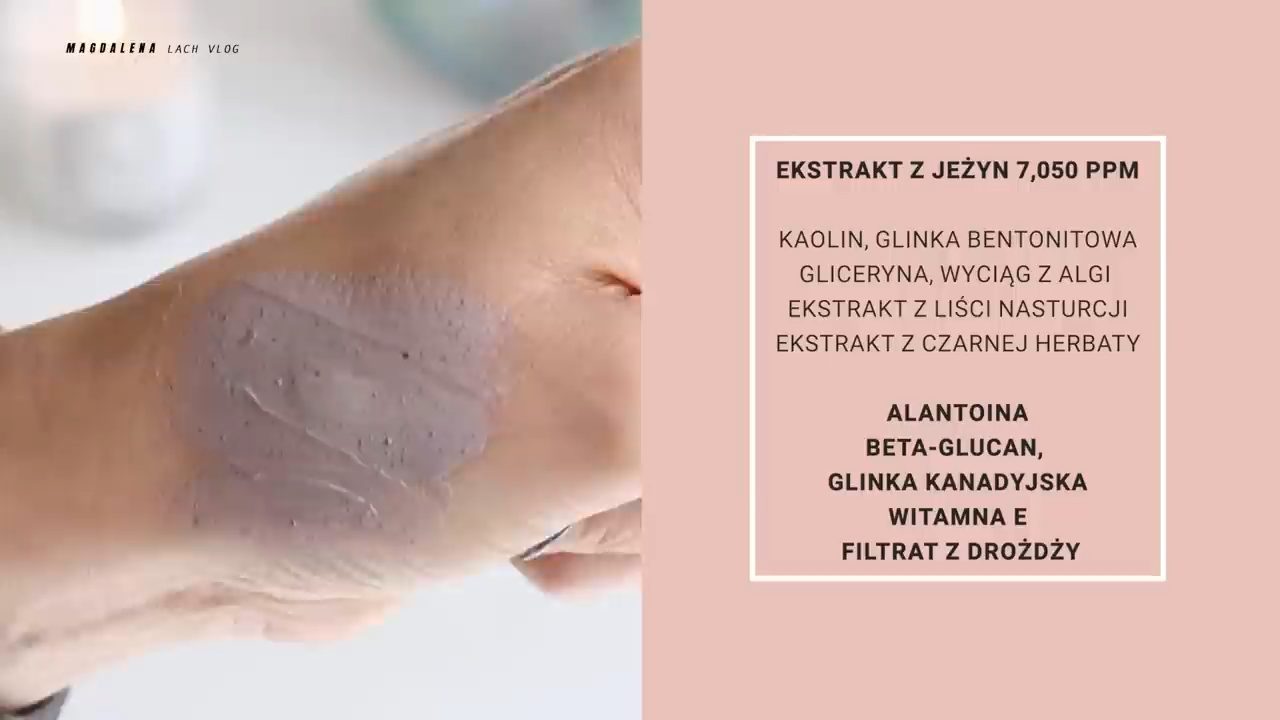 MAGDALENA LACH VLOG
EKSTRAKT Z JEŻYN 7,050 PPM
KAOLIN, GLINKA BENTONITOWA
GLICERYNA, WYCIĄG Z ALGI
EKSTRAKT Z LIŚCI NASTURCJI
EKSTRAKT Z CZARNEJ HERBATY
ALANTOINA
BETA-GLUCAN,
GLINKA KANADYJSKA
WITAMNA E
FILTRAT Z DROŻDŻY